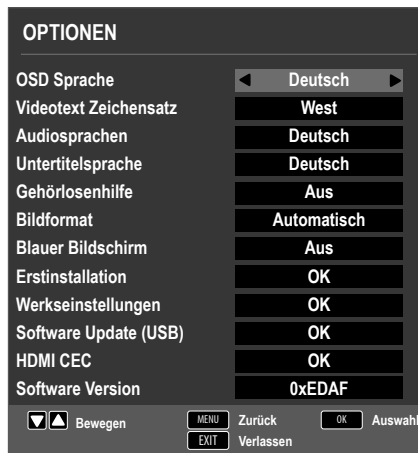 OPTIONEN
OSD Sprache Deutsch
Videotext Zeichensatz West
Audiosprachen Deutsch
Untertitelsprache Deutsch
Gehörlosenhilfe Aus
Bildformat Automatisch
Blauer Bildschirm Aus
Erstinstallation OK
Werkseinstellungen OK
Software Update (USB) OK
HDMI CEC OK
Software Version 0xEDAF
Bewegen MENU Zurück OK Auswahl
EXIT Verlassen